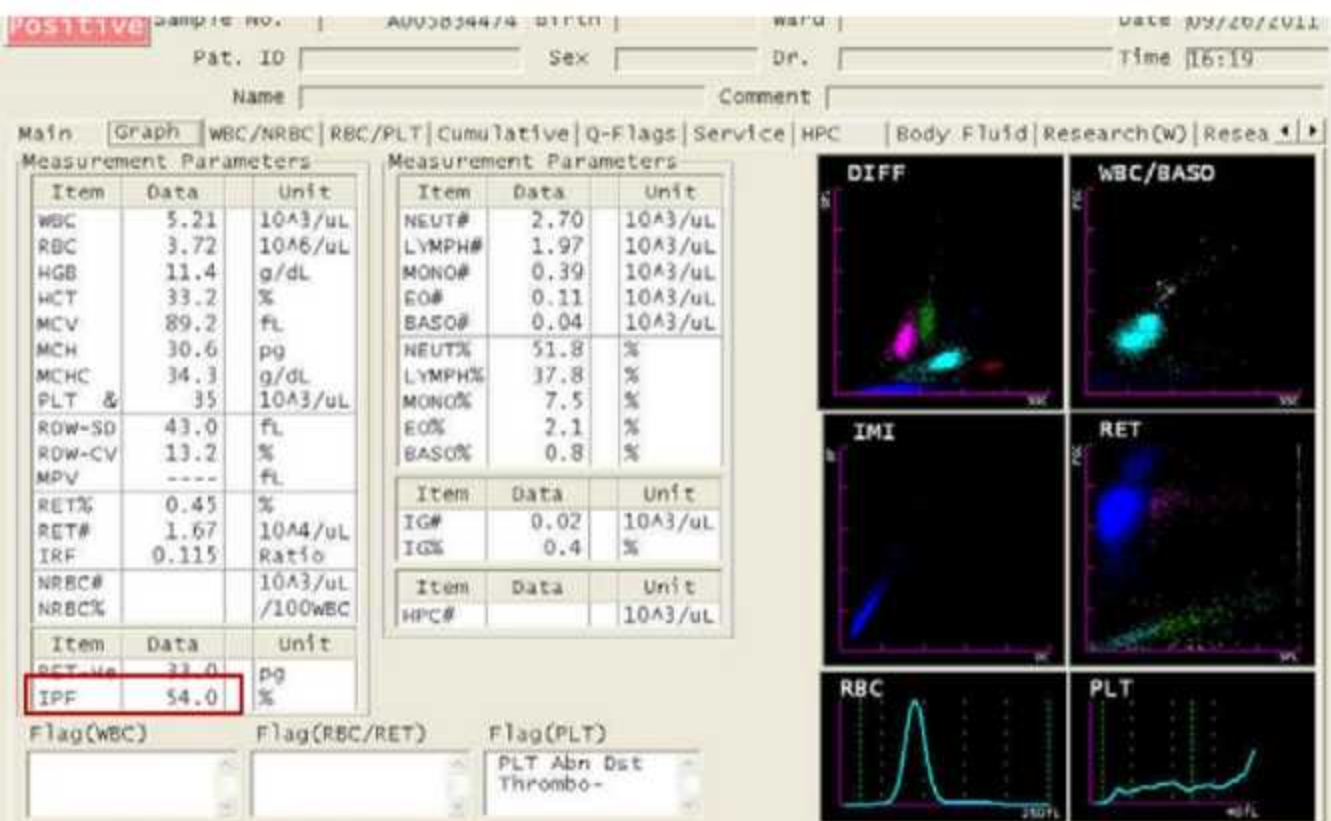 Positive Sample No. A005834474 Birth Ward Date 09/26/2011
Pat. ID Sex Dr. Time 16:19
Name Comment
Main Graph WBC/NRBC RBC/PLT Cumulative Q-Flags Service HPC Body Fluid Research(W) Resea
Measurement Parameters
Item Data Unit
WBC 5.21 10^3/uL
RBC 3.72 10^6/uL
HGB 11.4 g/dL
HCT 33.2 %
MCV 89.2 fL
MCH 30.6 pg
MCHC 34.3 g/dL
PLT & 35 10^3/uL
RDW-SD 43.0 fL
RDW-CV 13.2 %
MPV ---- fL
RET% 0.45 %
RET# 1.67 10^4/uL
IRF 0.115 Ratio
NRBC# 10^3/uL
NRBC% /100WBC
Item Data Unit
RET-He 33.0 pg
IPF 54.0 %
Measurement Parameters
Item Data Unit
NEUT# 2.70 10^3/uL
LYMPH# 1.97 10^3/uL
MONO# 0.39 10^3/uL
EO# 0.11 10^3/uL
BASO# 0.04 10^3/uL
NEUT% 51.8 %
LYMPH% 37.8 %
MONO% 7.5 %
EO% 2.1 %
BASO% 0.8 %
Item Data Unit
IG# 0.02 10^3/uL
IG% 0.4 %
Item Data Unit
HPC# 10^3/uL
Flag(WBC) Flag(RBC/RET) Flag(PLT)
PLT Abn Dst
Thrombo-
DIFF
SSC
WBC/BASO
FSC
SSC
IMI
RF
DC
RET
FSC
SFL
RBC
250fL
PLT
40fL